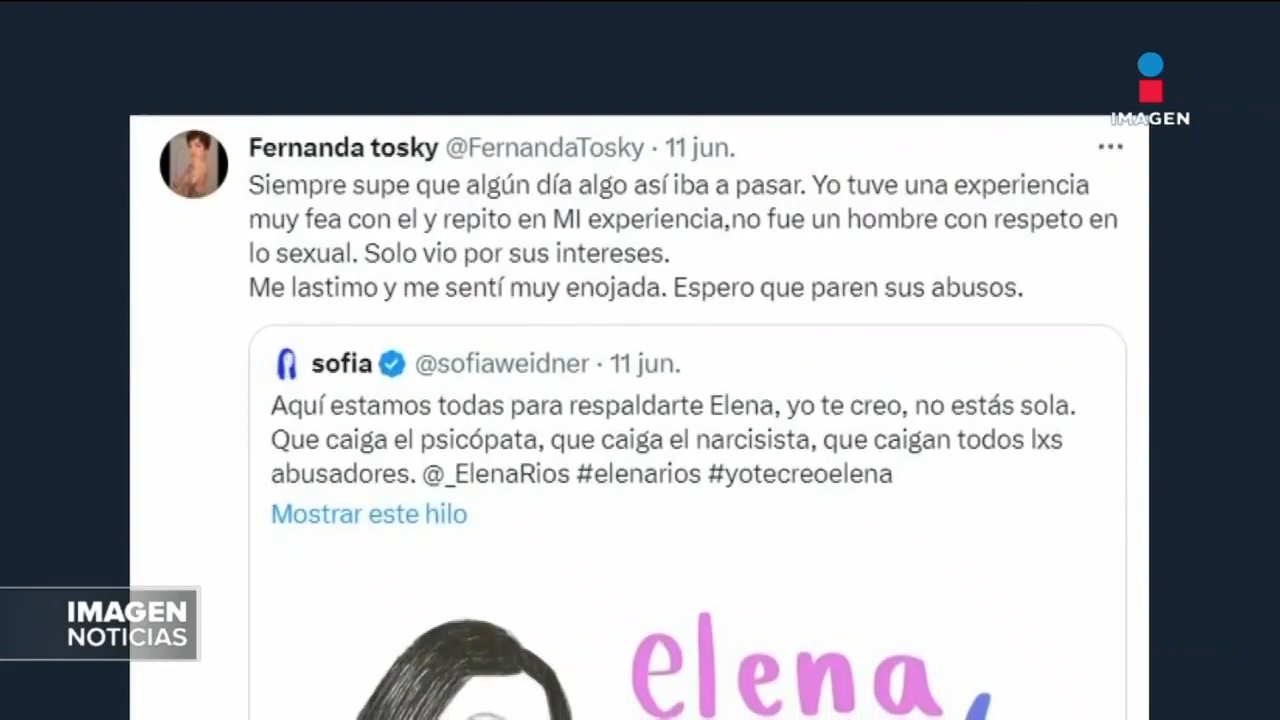 IMAGEN
Fernanda tosky @FernandaTosky · 11 jun.
Siempre supe que algún día algo así iba a pasar. Yo tuve una experiencia
muy fea con el y repito en MI experiencia,no fue un hombre con respeto en
lo sexual. Solo vio por sus intereses.
Me lastimo y me sentí muy enojada. Espero que paren sus abusos.
sofia @sofiaweidner · 11 jun.
Aquí estamos todas para respaldarte Elena, yo te creo, no estás sola.
Que caiga el psicópata, que caiga el narcisista, que caigan todos lxs
abusadores. @_ElenaRios #elenarios #yotecreoelena
Mostrar este hilo
elena
IMAGEN
NOTICIAS